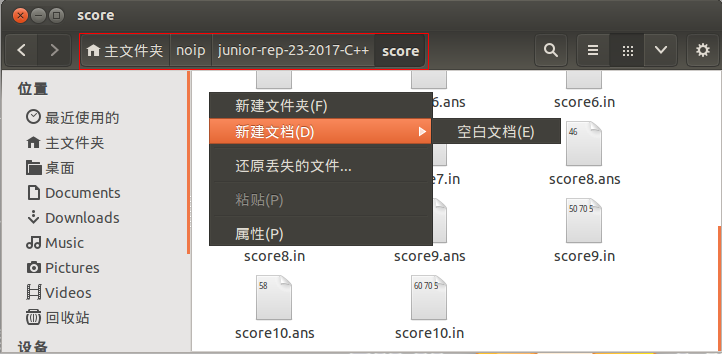 score
主文件夹 noip junior-rep-23-2017-C++ score
位置
最近使用的
主文件夹
桌面
Documents
Downloads
Music
Pictures
Videos
回收站
设备
6.ans score6.in
新建文件夹(F)
新建文档(D)
空白文档(E)
还原丢失的文件...
粘贴(P)
属性(P)
46
7.in score8.ans
50 70 5
score8.in score9.ans score9.in
58 60 70 5
score10.ans score10.in